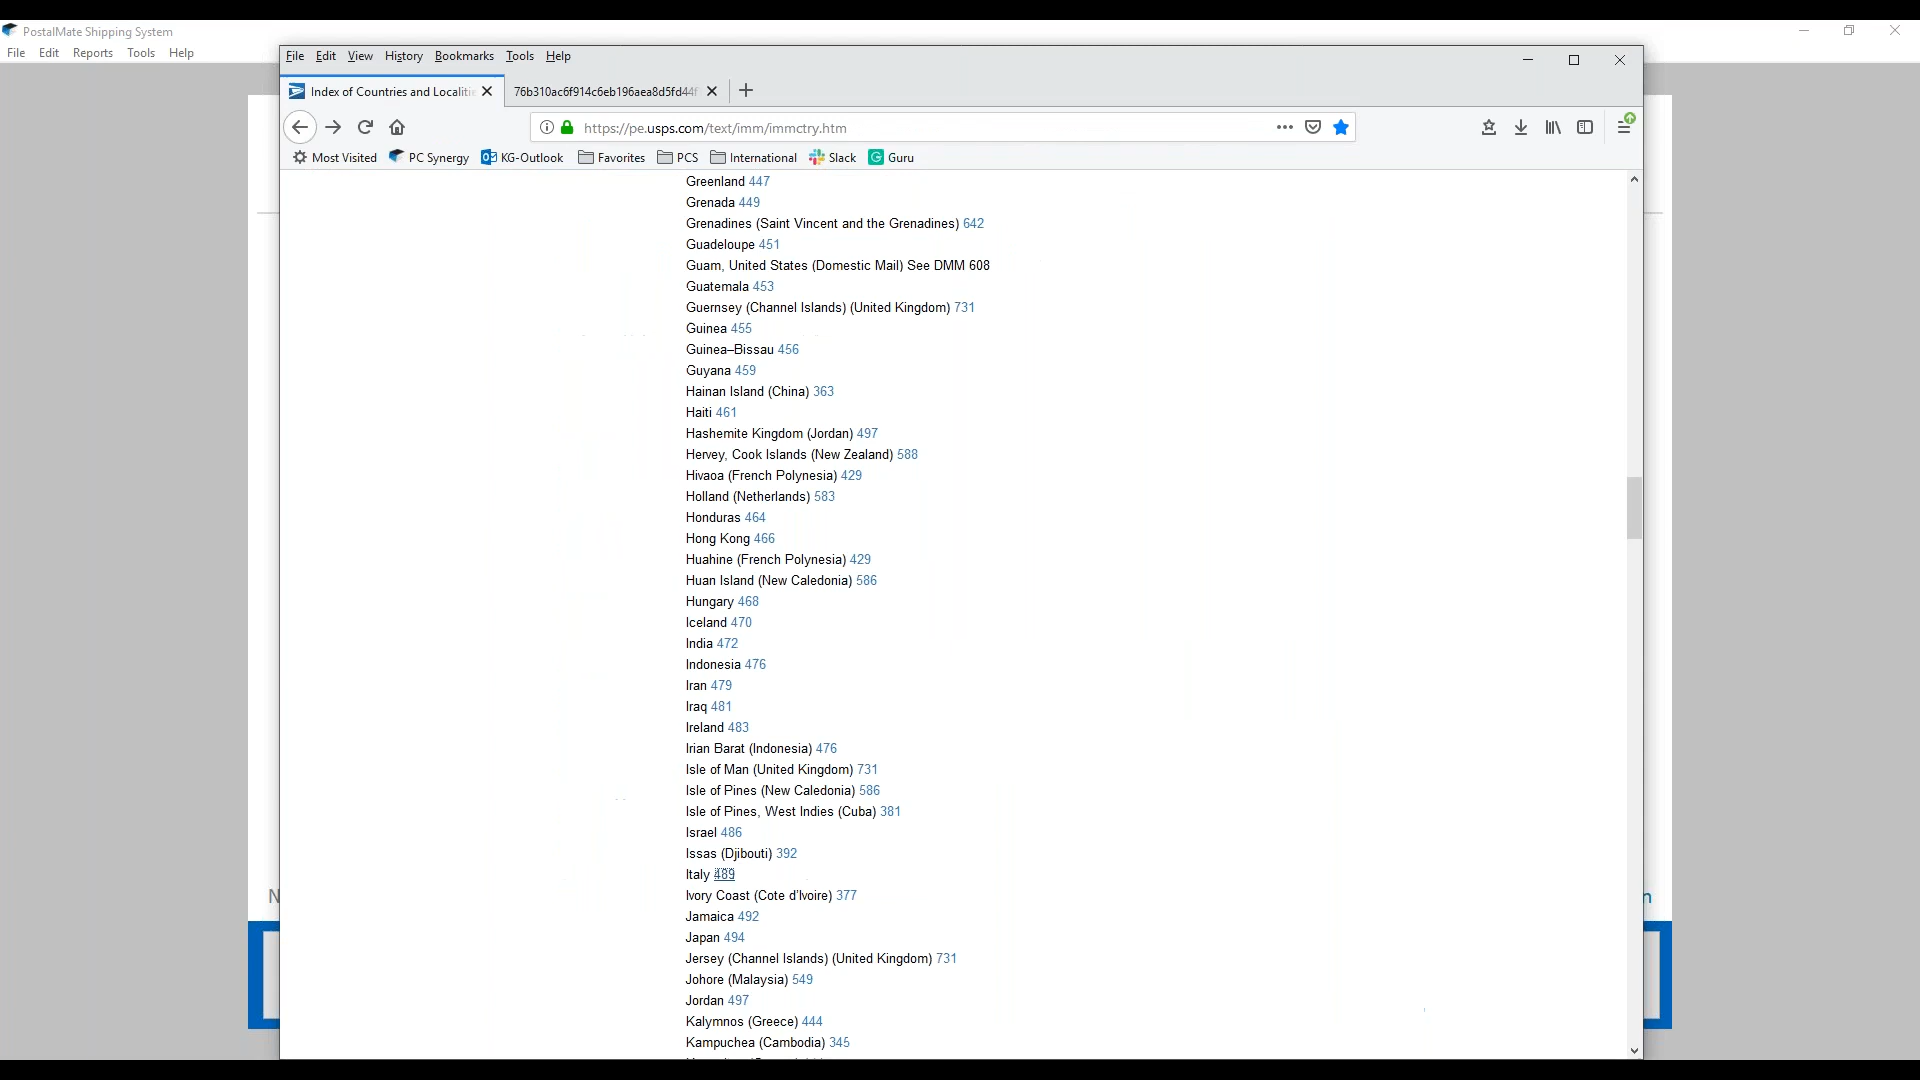 PostalMate Shipping System
File Edit Reports Tools Help
File Edit View History Bookmarks Tools Help
Index of Countries and Localitie
76b310ac6f914c6eb196aea8d5fd44f
https://pe.usps.com/text/imm/immctry.htm
Most Visited PC Synergy KG-Outlook Favorites PCS International Slack Guru
Greenland 447
Grenada 449
Grenadines (Saint Vincent and the Grenadines) 642
Guadeloupe 451
Guam, United States (Domestic Mail) See DMM 608
Guatemala 453
Guernsey (Channel Islands) (United Kingdom) 731
Guinea 455
Guinea–Bissau 456
Guyana 459
Hainan Island (China) 363
Haiti 461
Hashemite Kingdom (Jordan) 497
Hervey, Cook Islands (New Zealand) 588
Hivaoa (French Polynesia) 429
Holland (Netherlands) 583
Honduras 464
Hong Kong 466
Huahine (French Polynesia) 429
Huan Island (New Caledonia) 586
Hungary 468
Iceland 470
India 472
Indonesia 476
Iran 479
Iraq 481
Ireland 483
Irian Barat (Indonesia) 476
Isle of Man (United Kingdom) 731
Isle of Pines (New Caledonia) 586
Isle of Pines, West Indies (Cuba) 381
Israel 486
Issas (Djibouti) 392
Italy 489
Ivory Coast (Cote d'Ivoire) 377
Jamaica 492
Japan 494
Jersey (Channel Islands) (United Kingdom) 731
Johore (Malaysia) 549
Jordan 497
Kalymnos (Greece) 444
Kampuchea (Cambodia) 345